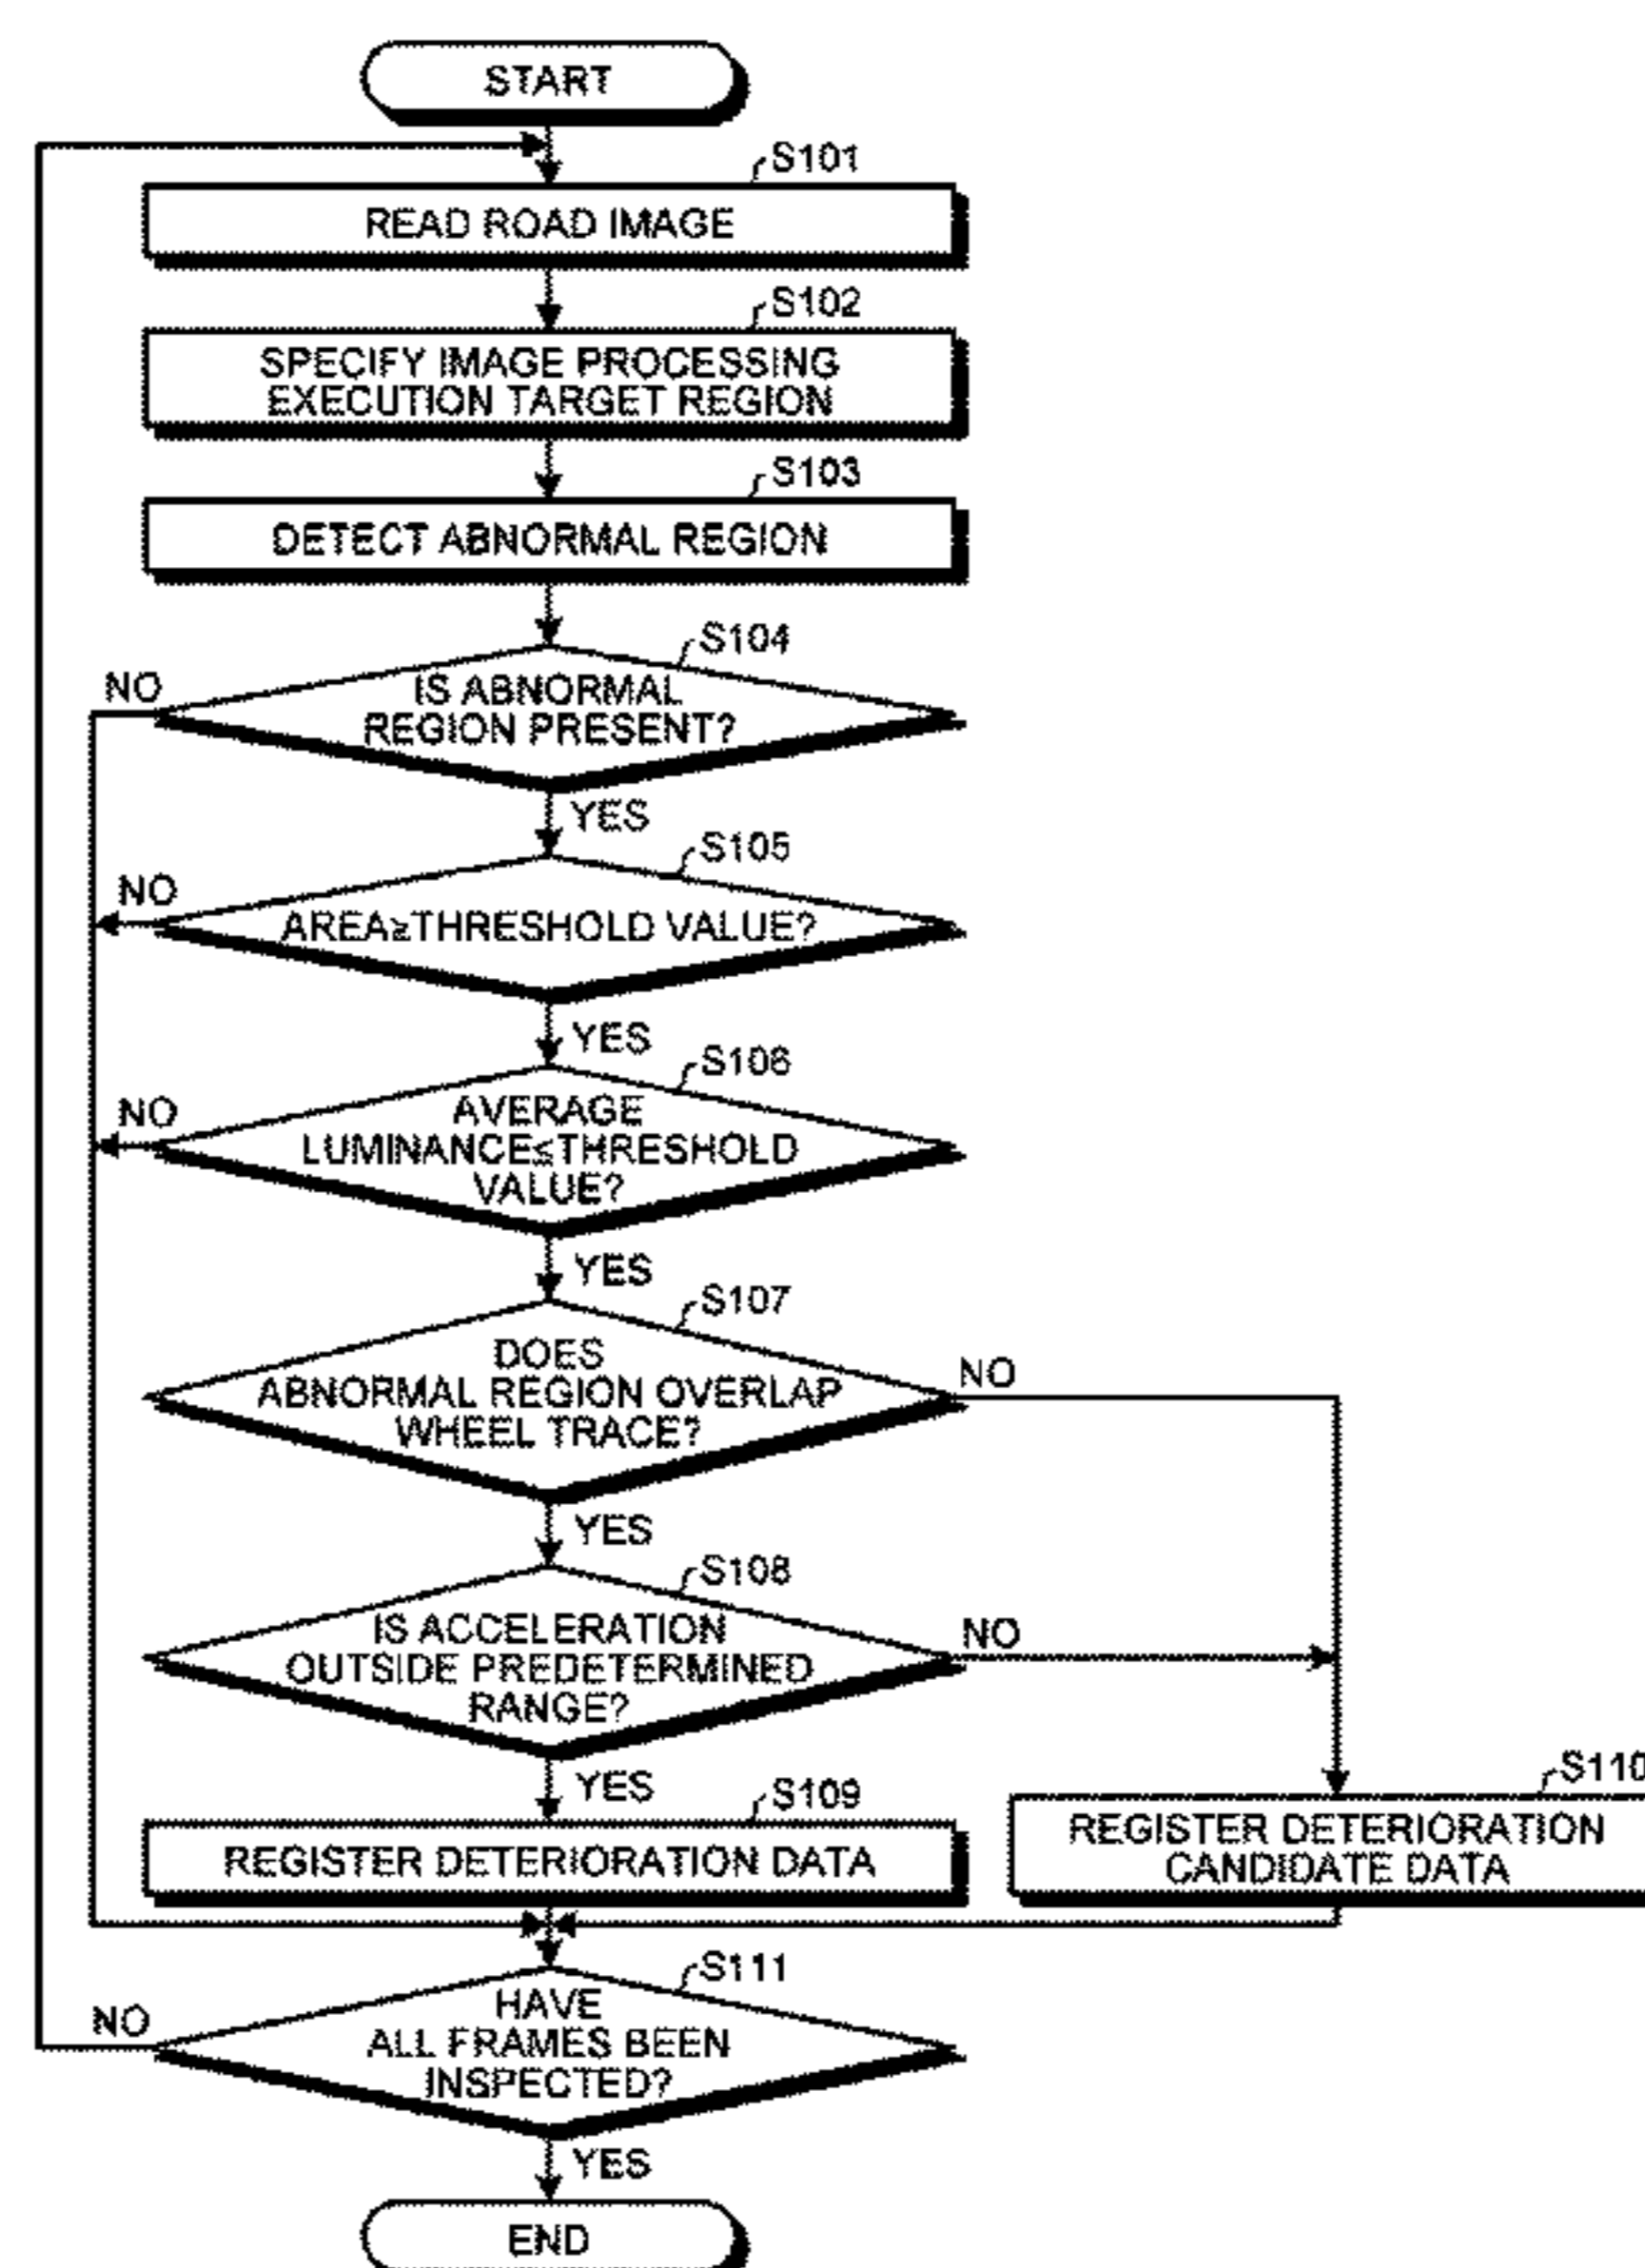 START
S101
READ ROAD IMAGE
S102
SPECIFY IMAGE PROCESSING
EXECUTION TARGET REGION
S103
DETECT ABNORMAL REGION
S104
NO
IS ABNORMAL
REGION PRESENT?
YES
S105
NO
AREA≧THRESHOLD VALUE?
YES
S106
NO
AVERAGE
LUMINANCE≦THRESHOLD
VALUE?
YES
S107
DOES
ABNORMAL REGION OVERLAP
WHEEL TRACE?
NO
YES
S108
IS ACCELERATION
OUTSIDE PREDETERMINED
RANGE?
NO
YES
S109
REGISTER DETERIORATION DATA
S110
REGISTER DETERIORATION
CANDIDATE DATA
S111
NO
HAVE
ALL FRAMES BEEN
INSPECTED?
YES
END